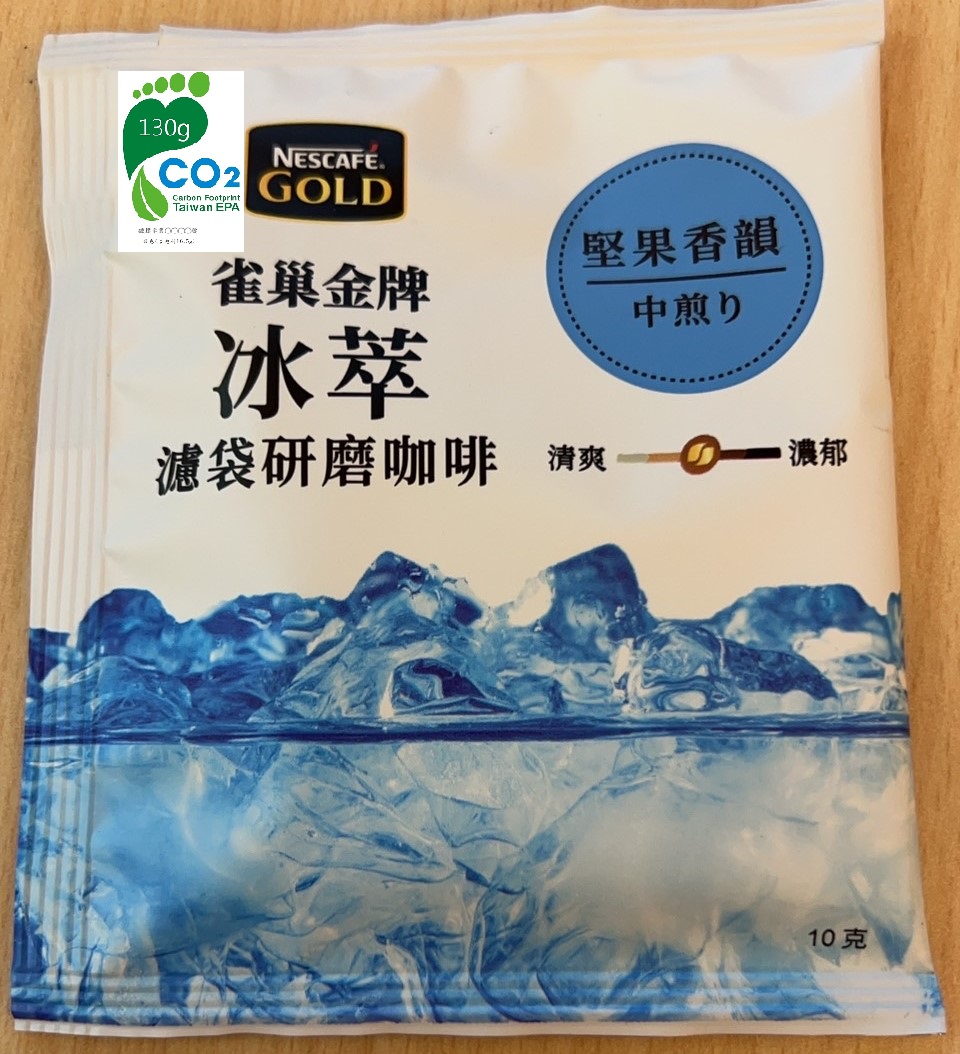 130g
CO2
Carbon Footprint
Taiwan EPA
NESCAFÉ®
GOLD
雀巢金牌
冰萃
濾袋研磨咖啡
堅果香韻
中煎り
清爽 濃郁
10克